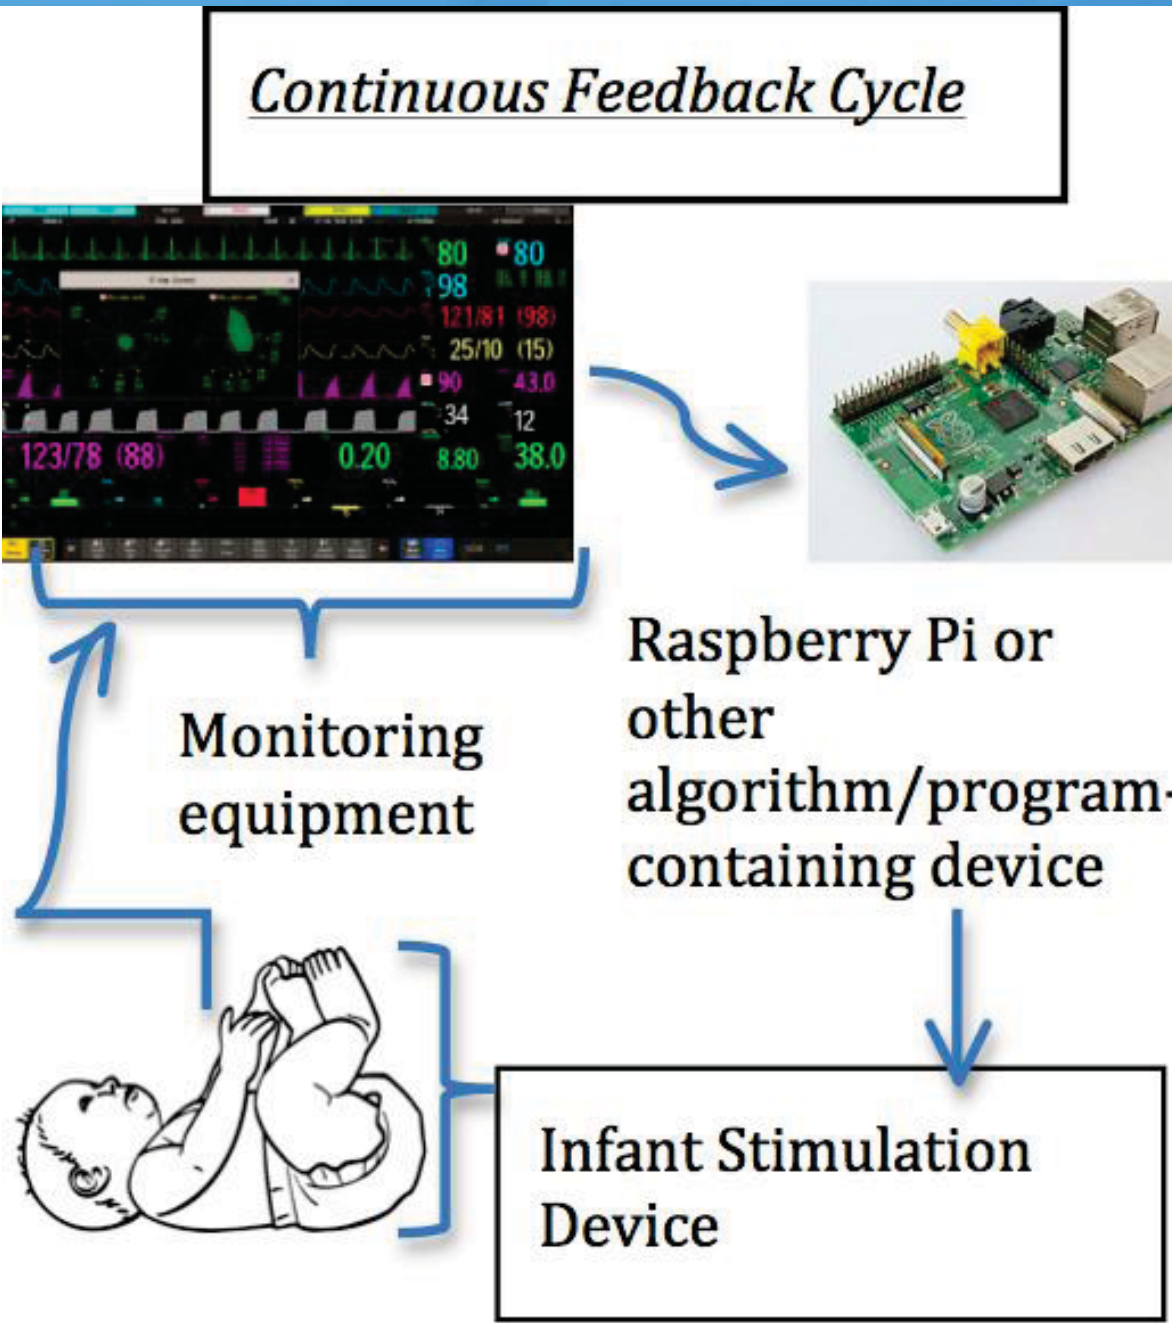 Continuous Feedback Cycle
80 80
98
121/81 (98)
25/10 (15)
90 43.0
34 12
123/78 (88) 0.20 8.80 38.0
Monitoring
equipment
Raspberry Pi or
other
algorithm/program-
containing device
Infant Stimulation
Device